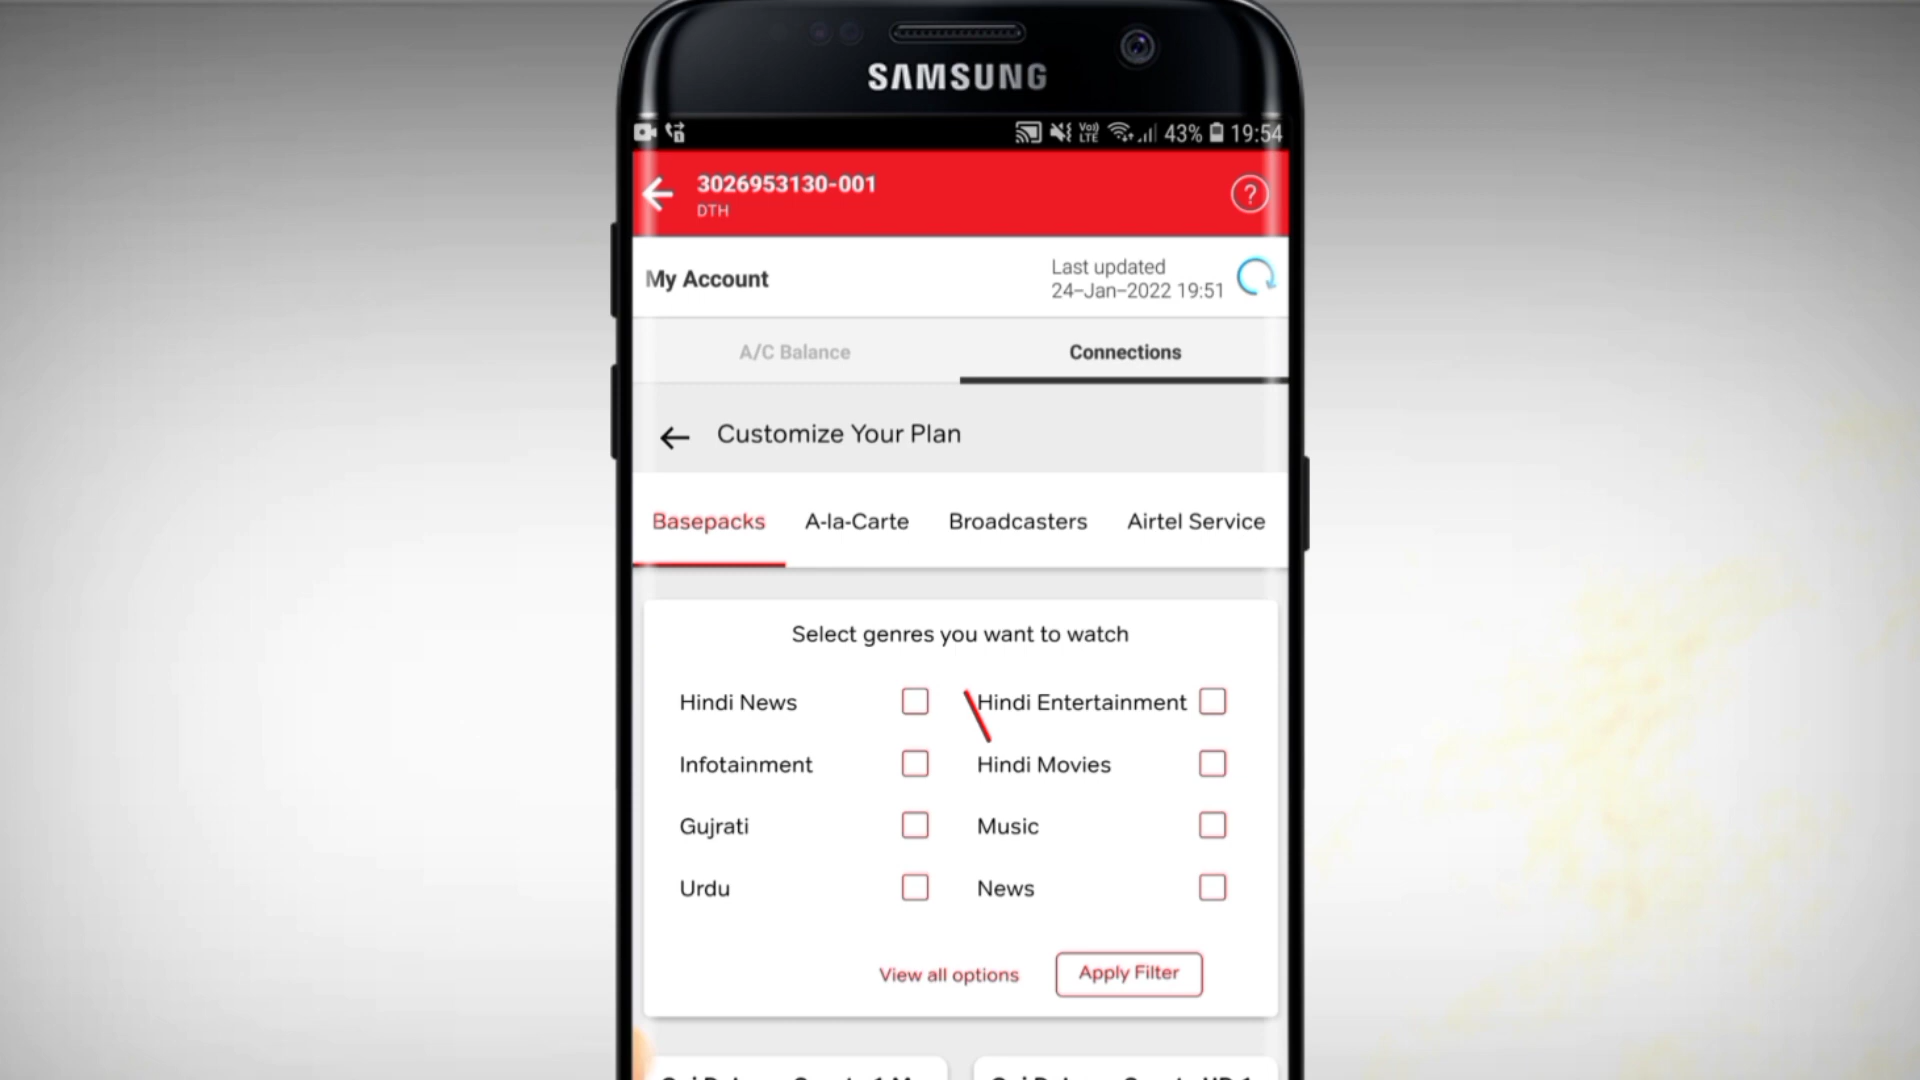 SAMSUNG
Vo) LTE 43% 19:54
3026953130-001
DTH
?
My Account
Last updated
24-Jan-2022 19:51
A/C Balance
Connections
Customize Your Plan
Basepacks A-la-Carte Broadcasters Airtel Service
Select genres you want to watch
Hindi News
Hindi Entertainment
Infotainment
Hindi Movies
Gujrati
Music
Urdu
News
View all options
Apply Filter